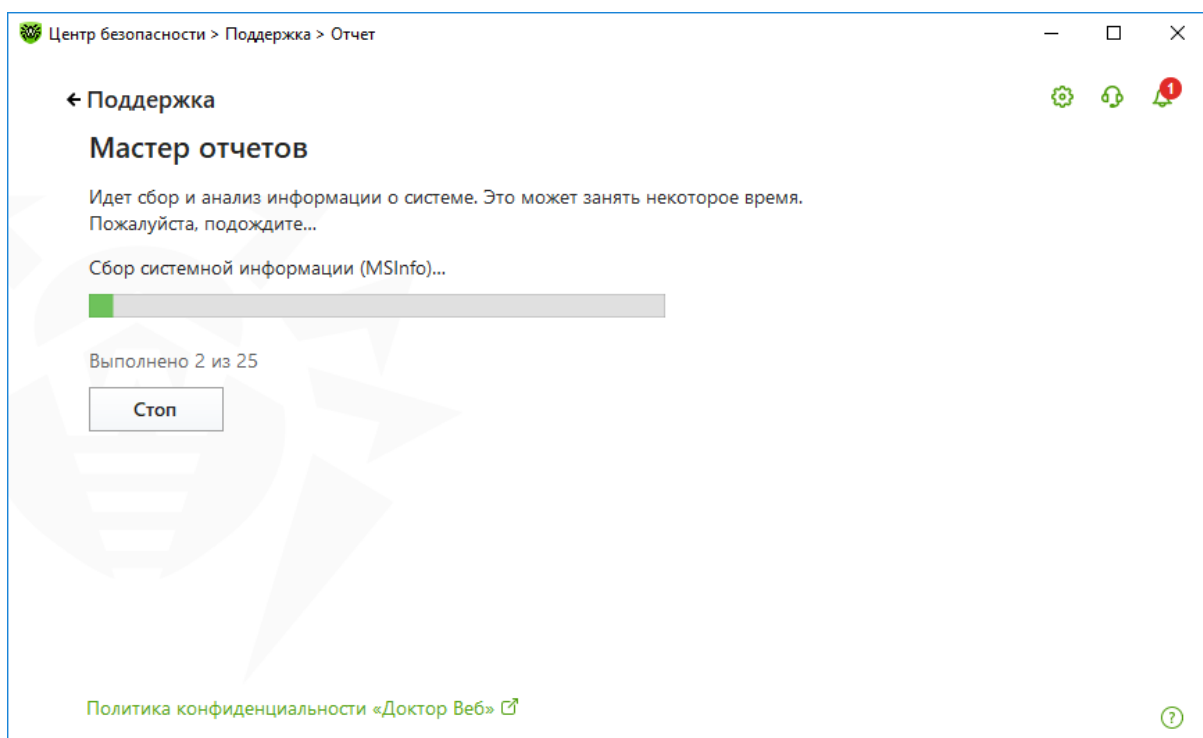 Центр безопасности > Поддержка > Отчет
Поддержка
1
Мастер отчетов
Идет сбор и анализ информации о системе. Это может занять некоторое время.
Пожалуйста, подождите...
Сбор системной информации (MSInfo)...
Выполнено 2 из 25
Стоп
Политика конфиденциальности «Доктор Веб»
?